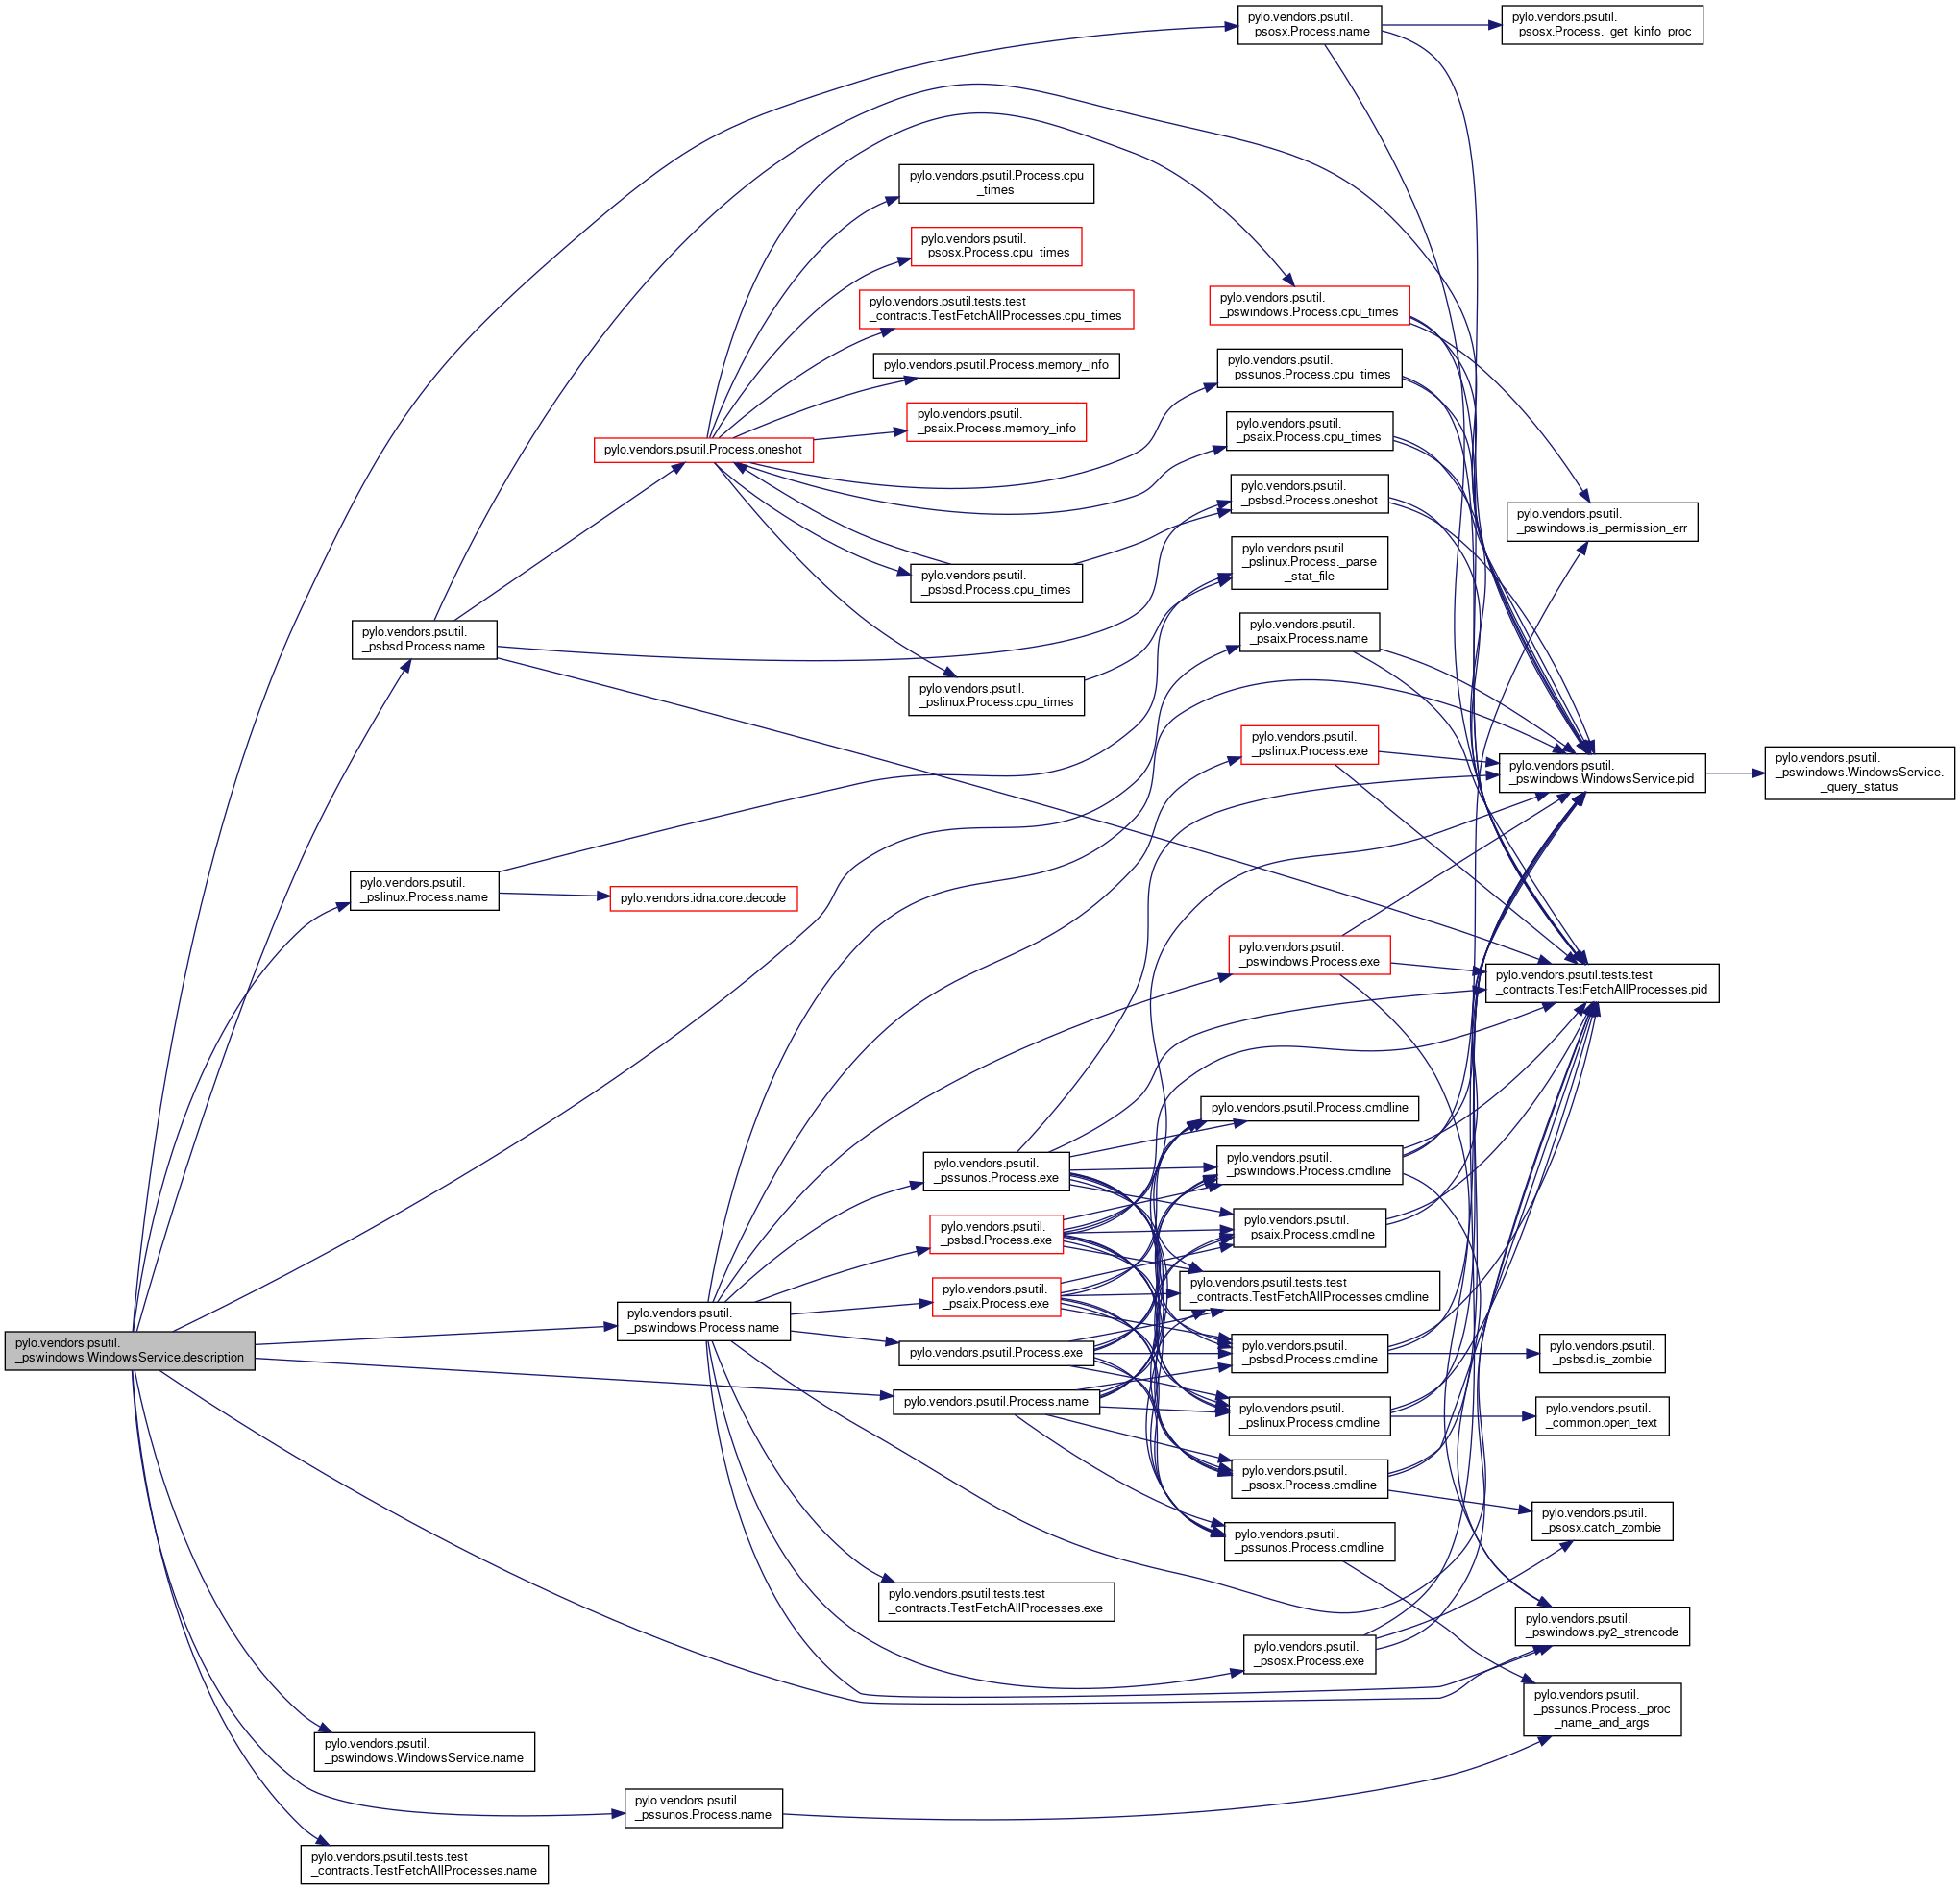 pylo.vendors.psutil.
_psosx.Process.name
pylo.vendors.psutil.
_psosx.Process._get_kinfo_proc
pylo.vendors.psutil.Process.cpu
_times
pylo.vendors.psutil.
_psosx.Process.cpu_times
pylo.vendors.psutil.tests.test
_contracts.TestFetchAllProcesses.cpu_times
pylo.vendors.psutil.
_pswindows.Process.cpu_times
pylo.vendors.psutil.Process.memory_info
pylo.vendors.psutil.
_pssunos.Process.cpu_times
pylo.vendors.psutil.
_psaix.Process.memory_info
pylo.vendors.psutil.
_psaix.Process.cpu_times
pylo.vendors.psutil.Process.oneshot
pylo.vendors.psutil.
_psbsd.Process.oneshot
pylo.vendors.psutil.
_pswindows.is_permission_err
pylo.vendors.psutil.
_pslinux.Process._parse
_stat_file
pylo.vendors.psutil.
_psbsd.Process.cpu_times
pylo.vendors.psutil.
_psbsd.Process.name
pylo.vendors.psutil.
_psaix.Process.name
pylo.vendors.psutil.
_pslinux.Process.cpu_times
pylo.vendors.psutil.
_pslinux.Process.exe
pylo.vendors.psutil.
_pswindows.WindowsService.pid
pylo.vendors.psutil.
_pswindows.WindowsService.
_query_status
pylo.vendors.psutil.
_pslinux.Process.name
pylo.vendors.idna.core.decode
pylo.vendors.psutil.
_pswindows.Process.exe
pylo.vendors.psutil.tests.test
_contracts.TestFetchAllProcesses.pid
pylo.vendors.psutil.Process.cmdline
pylo.vendors.psutil.
_pssunos.Process.exe
pylo.vendors.psutil.
_pswindows.Process.cmdline
pylo.vendors.psutil.
_psbsd.Process.exe
pylo.vendors.psutil.
_psaix.Process.cmdline
pylo.vendors.psutil.
_psaix.Process.exe
pylo.vendors.psutil.tests.test
_contracts.TestFetchAllProcesses.cmdline
pylo.vendors.psutil.
_pswindows.Process.name
pylo.vendors.psutil.
_pswindows.WindowsService.description
pylo.vendors.psutil.Process.exe
pylo.vendors.psutil.
_psbsd.Process.cmdline
pylo.vendors.psutil.
_psbsd.is_zombie
pylo.vendors.psutil.Process.name
pylo.vendors.psutil.
_pslinux.Process.cmdline
pylo.vendors.psutil.
_common.open_text
pylo.vendors.psutil.
_psosx.Process.cmdline
pylo.vendors.psutil.
_psosx.catch_zombie
pylo.vendors.psutil.
_pssunos.Process.cmdline
pylo.vendors.psutil.tests.test
_contracts.TestFetchAllProcesses.exe
pylo.vendors.psutil.
_pswindows.py2_strencode
pylo.vendors.psutil.
_psosx.Process.exe
pylo.vendors.psutil.
_pssunos.Process._proc
_name_and_args
pylo.vendors.psutil.
_pswindows.WindowsService.name
pylo.vendors.psutil.
_pssunos.Process.name
pylo.vendors.psutil.tests.test
_contracts.TestFetchAllProcesses.name